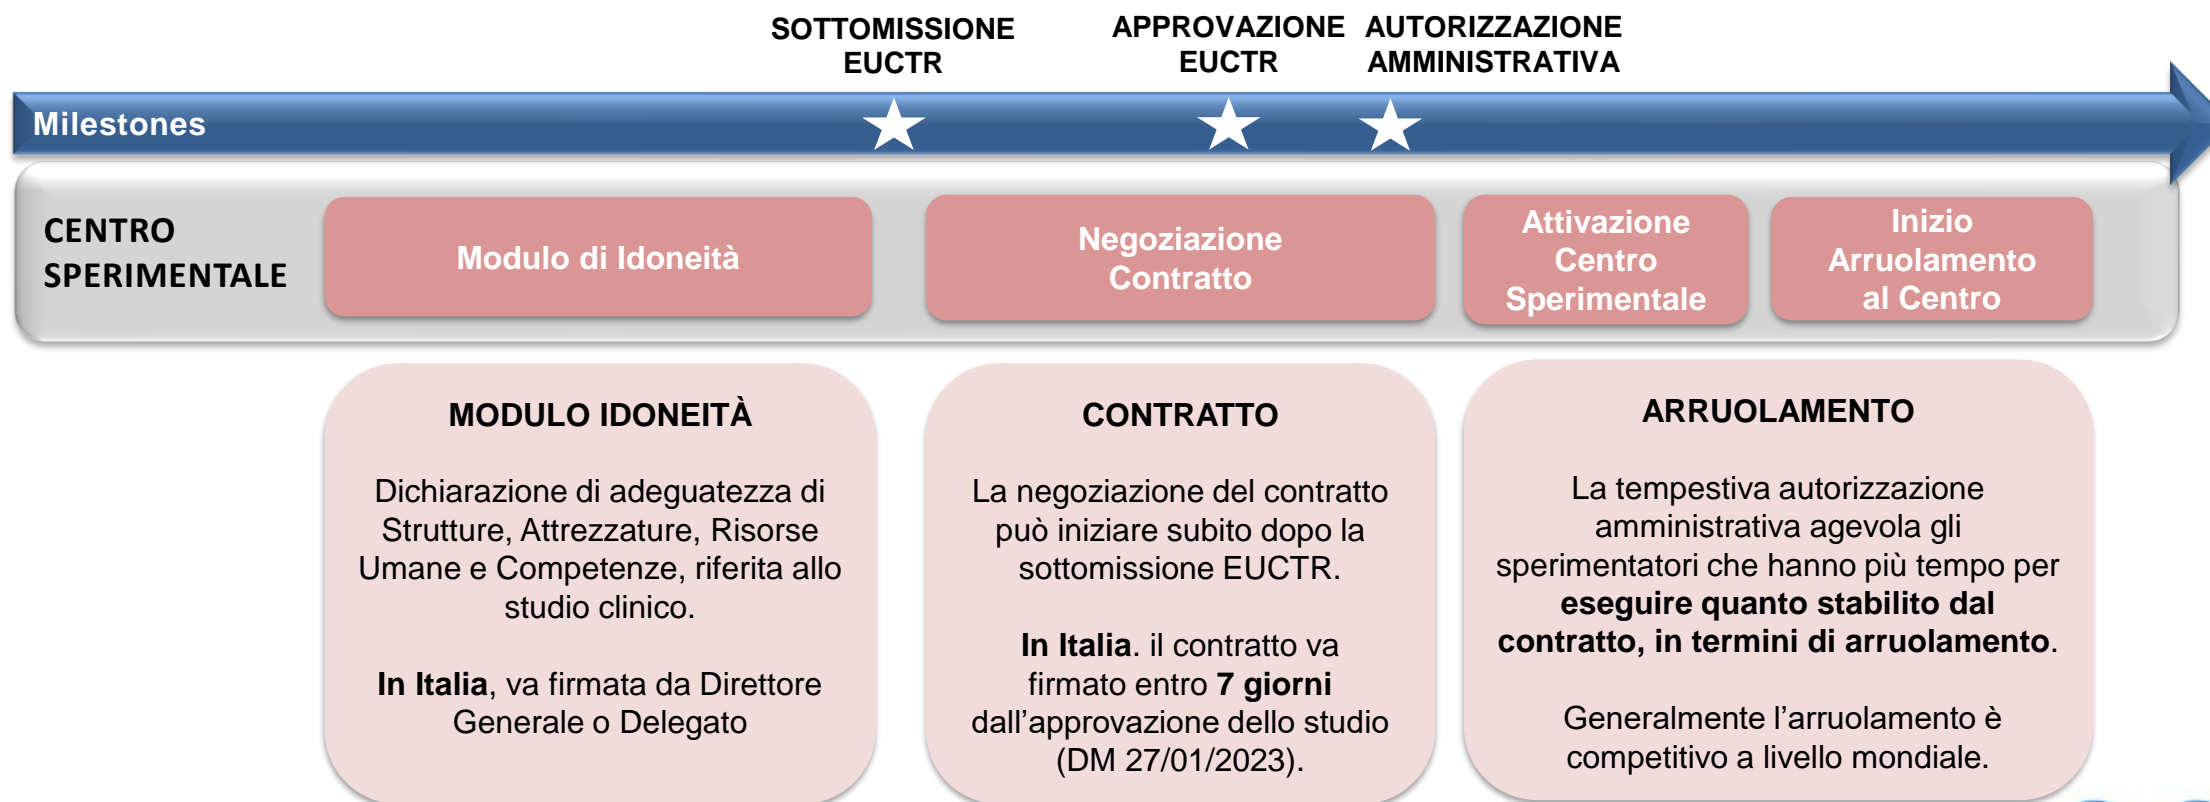 SOTTOMISSIONE
EUCTR
APPROVAZIONE
EUCTR
AUTORIZZAZIONE
AMMINISTRATIVA
Milestones
CENTRO
SPERIMENTALE
Modulo di Idoneità
Negoziazione
Contratto
Attivazione
Centro
Sperimentale
Inizio
Arruolamento
al Centro
MODULO IDONEITÀ
Dichiarazione di adeguatezza di
Strutture, Attrezzature, Risorse
Umane e Competenze, riferita allo
studio clinico.
In Italia, va firmata da Direttore
Generale o Delegato
CONTRATTO
La negoziazione del contratto
può iniziare subito dopo la
sottomissione EUCTR.
In Italia. il contratto va
firmato entro 7 giorni
dall'approvazione dello studio
(DM 27/01/2023).
ARRUOLAMENTO
La tempestiva autorizzazione
amministrativa agevola gli
sperimentatori che hanno più tempo per
eseguire quanto stabilito dal
contratto, in termini di arruolamento.
Generalmente l'arruolamento è
competitivo a livello mondiale.